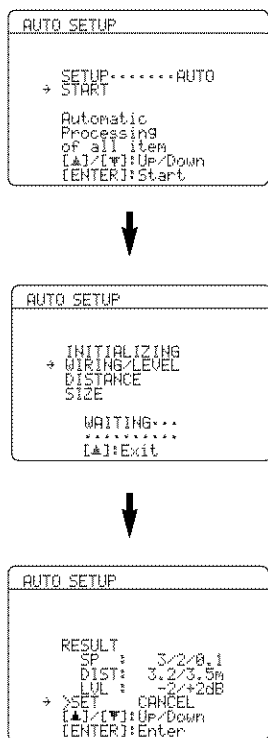 AUTO SETUP
SETUP・・・・・・・AUTO
→ START
Automatic
Processing
of all item
[▲]/[▼]:Up/Down
[ENTER]:Start
AUTO SETUP
INITIALIZING
→ WIRING/LEVEL
DISTANCE
SIZE
WAITING・・・
・・・・・・・・・・
[▲]:Exit
AUTO SETUP
RESULT
SP : 3/2/0.1
DIST: 3.2/3.5m
LVL : -2/+2dB
→ >SET CANCEL
[▲]/[▼]:Up/Down
[ENTER]:Enter